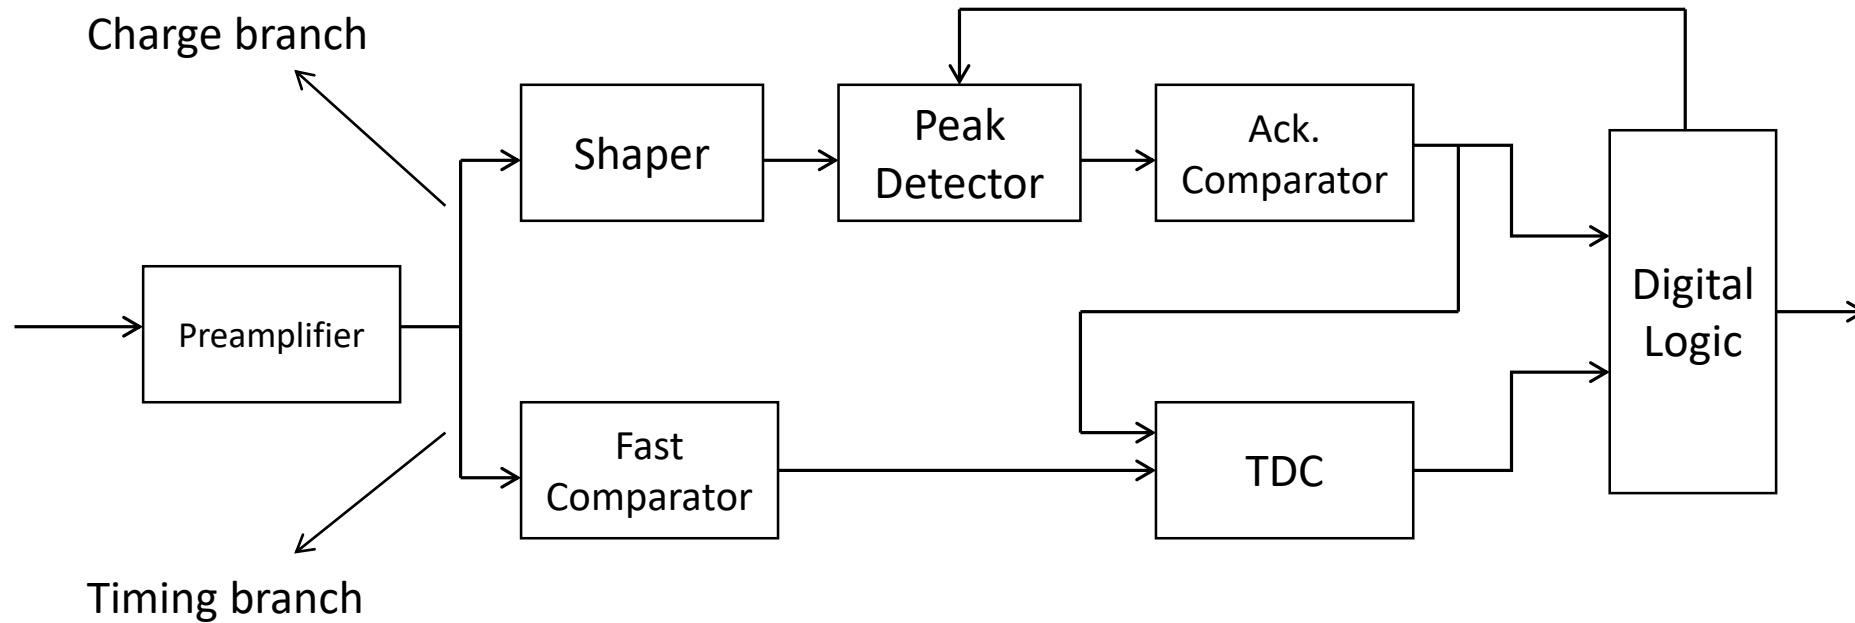 Charge branch
Shaper
Peak
Detector
Ack.
Comparator
Preamplifier
Digital
Logic
Fast
Comparator
TDC
Timing branch